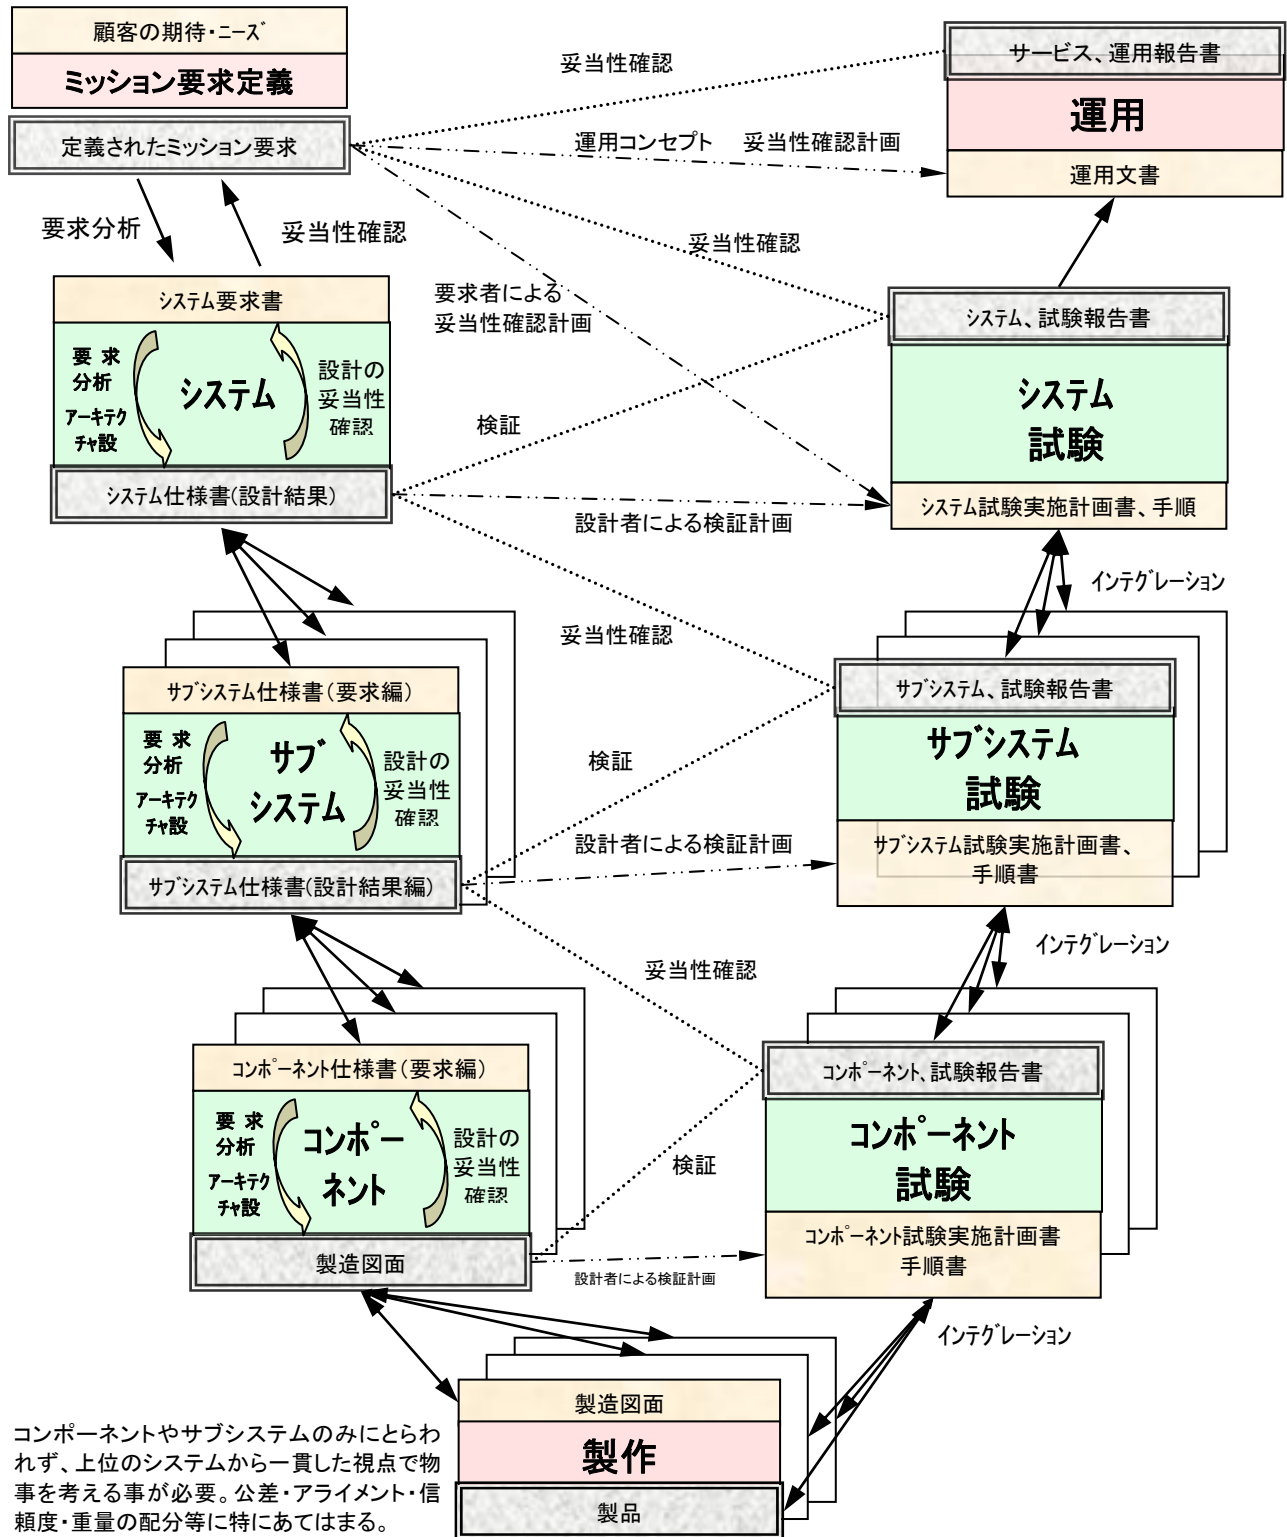 顧客の期待・ニーズ
ミッション要求定義
定義されたミッション要求
サービス、運用報告書
運用
運用文書
妥当性確認
運用コンセプト 妥当性確認計画
要求分析
妥当性確認
妥当性確認
要求者による
妥当性確認計画
システム要求書
要 求
分析
アーキテク
チャ設
システム
設計の
妥当性
確認
システム仕様書(設計結果)
システム、試験報告書
システム
試験
システム試験実施計画書、手順
検証
設計者による検証計画
インテグレーション
妥当性確認
サブシステム仕様書(要求編)
要 求
分析
アーキテク
チャ設
サブ
システム
設計の
妥当性
確認
サブシステム仕様書(設計結果編)
サブシステム、試験報告書
サブシステム
試験
サブシステム試験実施計画書、
手順書
検証
設計者による検証計画
インテグレーション
妥当性確認
コンポーネント仕様書(要求編)
要 求
分析
アーキテク
チャ設
コンポー
ネント
設計の
妥当性
確認
製造図面
コンポーネント、試験報告書
コンポーネント
試験
コンポーネント試験実施計画書
手順書
検証
設計者による検証計画
インテグレーション
製造図面
製作
製品
コンポーネントやサブシステムのみにとらわ
れず、上位のシステムから一貫した視点で物
事を考える事が必要。公差・アライメント・信
頼度・重量の配分等に特にあてはまる。